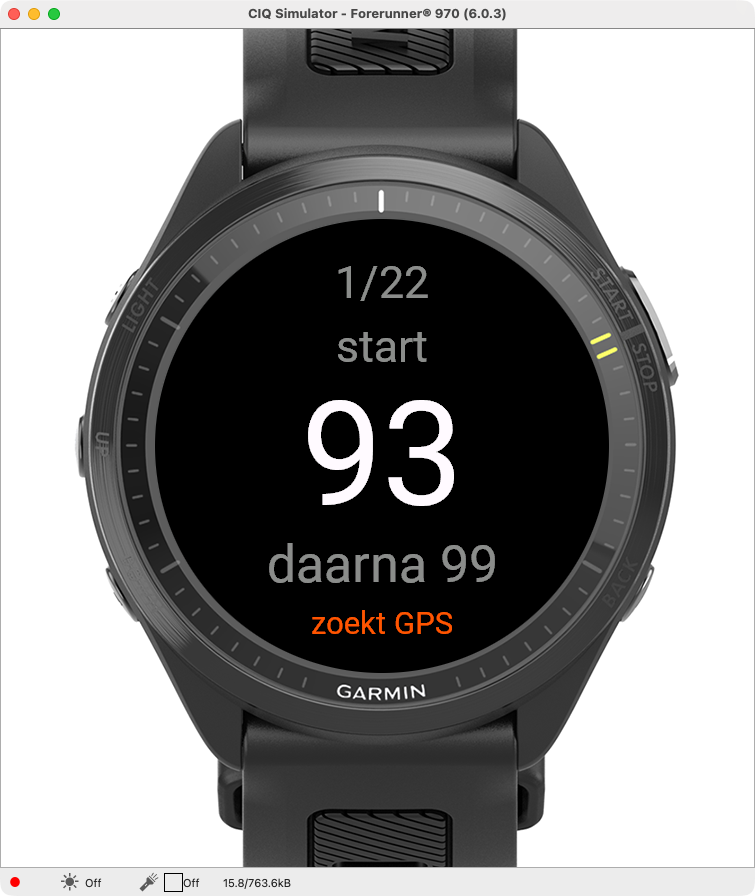 CIQ Simulator - Forerunner® 970 (6.0.3)
LIGHT
START
STOP
UP
BACK
1/22
start
93
daarna 99
zoekt GPS
GARMIN
Off
Off
15.8/763.6kB